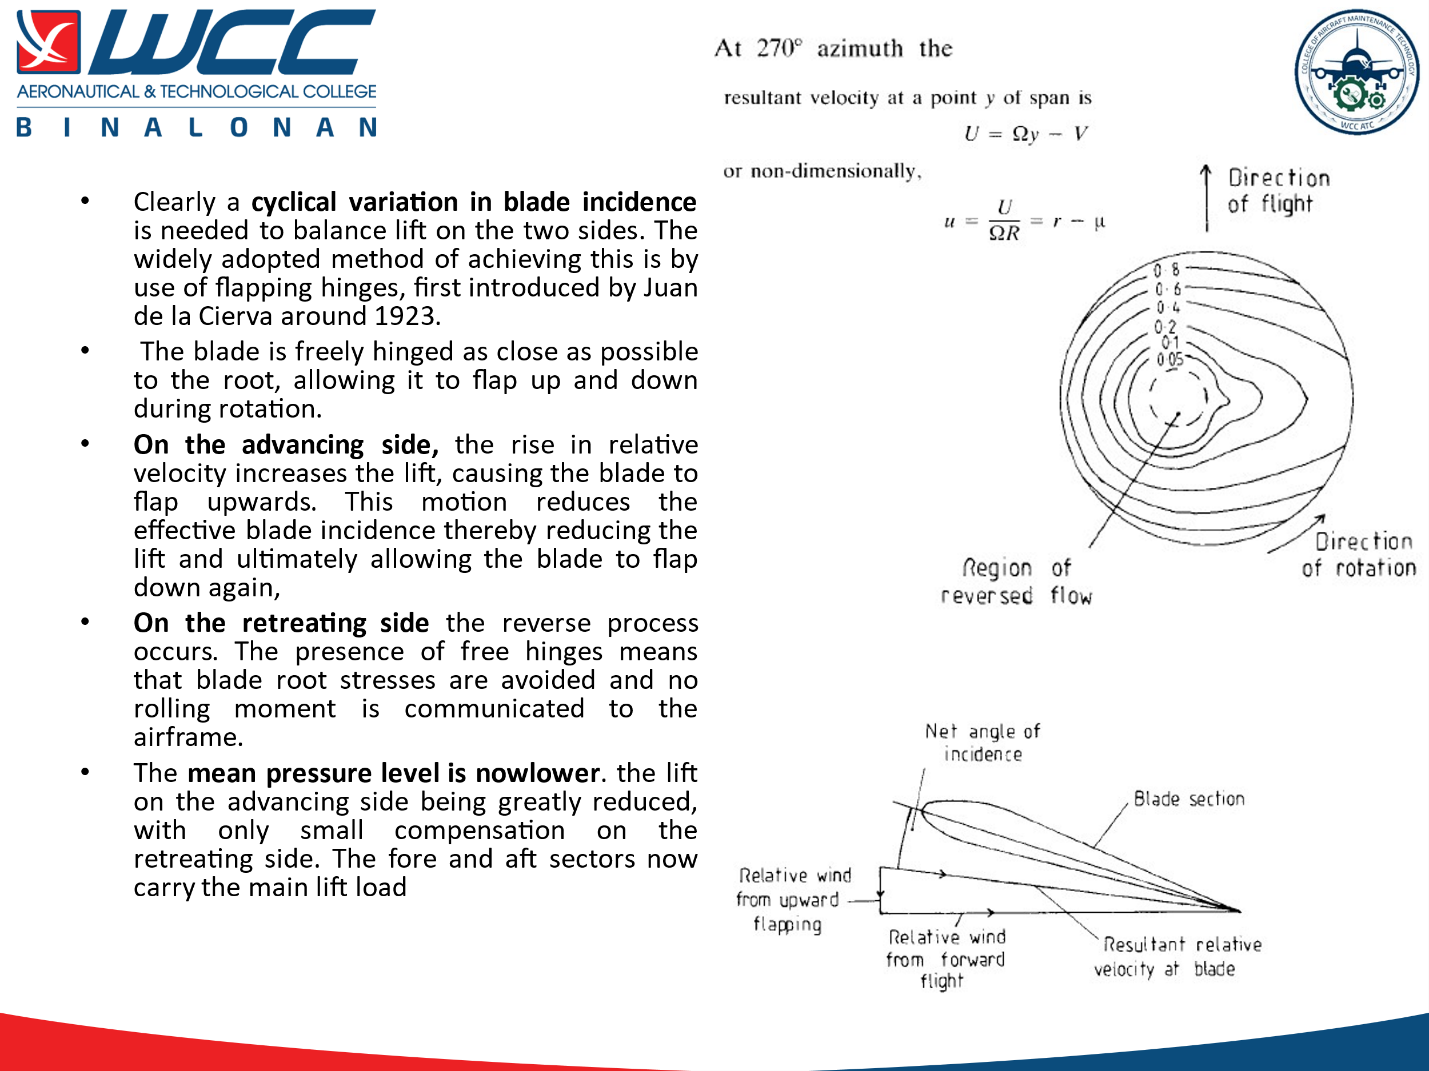 WCC
AERONAUTICAL & TECHNOLOGICAL COLLEGE
BINALONAN
COLLEGE OF AIRCRAFT MAINTENANCE TECHNOLOGY
WCC ATC
• Clearly a cyclical variation in blade incidence
is needed to balance lift on the two sides. The
widely adopted method of achieving this is by
use of flapping hinges, first introduced by Juan
de la Cierva around 1923.
• The blade is freely hinged as close as possible
to the root, allowing it to flap up and down
during rotation.
• On the advancing side, the rise in relative
velocity increases the lift, causing the blade to
flap upwards. This motion reduces the
effective blade incidence thereby reducing the
lift and ultimately allowing the blade to flap
down again,
• On the retreating side the reverse process
occurs. The presence of free hinges means
that blade root stresses are avoided and no
rolling moment is communicated to the
airframe.
• The mean pressure level is nowlower. the lift
on the advancing side being greatly reduced,
with only small compensation on the
retreating side. The fore and aft sectors now
carry the main lift load
At 270° azimuth the
resultant velocity at a point y of span is
U = Ωy − V
or non-dimensionally,
u = U/ΩR = r − μ
Direction
of flight
0·8
0·6
0·4
0·2
0·1
0·05
Region of
reversed flow
Direction
of rotation
Net angle of
incidence
Blade section
Relative wind
from upward
flapping
Relative wind
from forward
flight
Resultant relative
velocity at blade